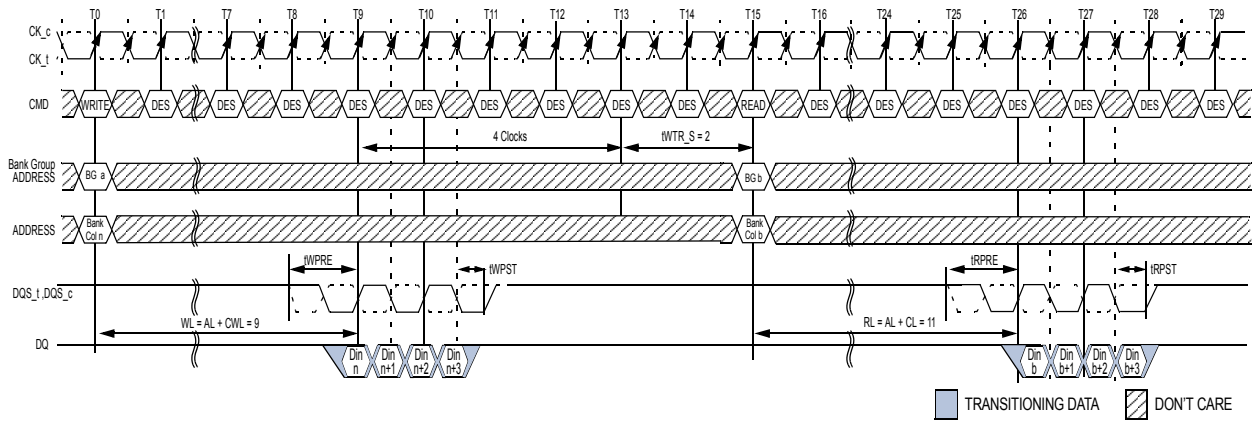 T0 T1 T7 T8 T9 T10 T11 T12 T13 T14 T15 T16 T24 T25 T26 T27 T28 T29
CK_c
CK_t
CMD WRITE DES DES DES DES DES DES DES DES DES READ DES DES DES DES DES DES DES
4 Clocks tWTR_S = 2
Bank Group
ADDRESS BG a BG b
ADDRESS Bank Col n Bank Col b
tWPRE tWPST tRPRE tRPST
DQS_t ,DQS_c
WL = AL + CWL = 9 RL = AL + CL = 11
DQ Din n Din n+1 Din n+2 Din n+3 Din b Din b+1 Din b+2 Din b+3
TRANSITIONING DATA DON'T CARE